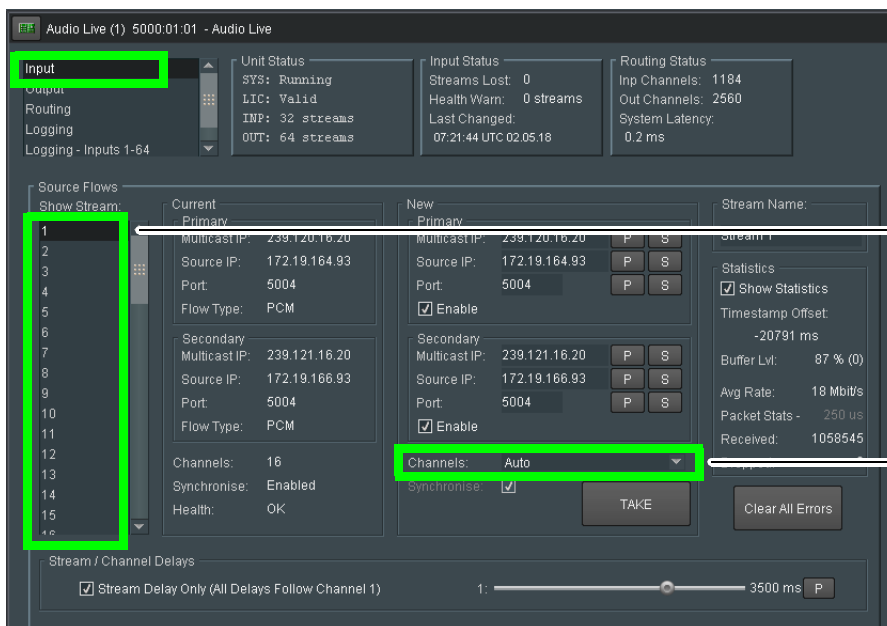 Audio Live (1) 5000:01:01 - Audio Live
Input
Output
Routing
Logging
Logging - Inputs 1-64
Unit Status
SYS: Running
LIC: Valid
INP: 32 streams
OUT: 64 streams
Input Status
Streams Lost: 0
Health Warn: 0 streams
Last Changed:
07:21:44 UTC 02.05.18
Routing Status
Inp Channels: 1184
Out Channels: 2560
System Latency:
0.2 ms
Source Flows
Show Stream:
1
2
3
4
5
6
7
8
9
10
11
12
13
14
15
16
Current
Primary
Multicast IP: 239.120.16.20
Source IP: 172.19.164.93
Port: 5004
Flow Type: PCM
Secondary
Multicast IP: 239.121.16.20
Source IP: 172.19.166.93
Port: 5004
Flow Type: PCM
Channels: 16
Synchronise: Enabled
Health: OK
New
Primary
Multicast IP: 239.120.16.20 P S
Source IP: 172.19.164.93 P S
Port: 5004 P S
Enable
Secondary
Multicast IP: 239.121.16.20 P S
Source IP: 172.19.166.93 P S
Port: 5004 P S
Enable
Channels: Auto
Synchronise:
TAKE
Stream Name:
Stream 1
Statistics
Show Statistics
Timestamp Offset:
-20791 ms
Buffer Lvl: 87 % (0)
Avg Rate: 18 Mbit/s
Packet Stats - 250 us
Received: 1058545
Clear All Errors
Stream / Channel Delays
Stream Delay Only (All Delays Follow Channel 1)
1: 3500 ms P